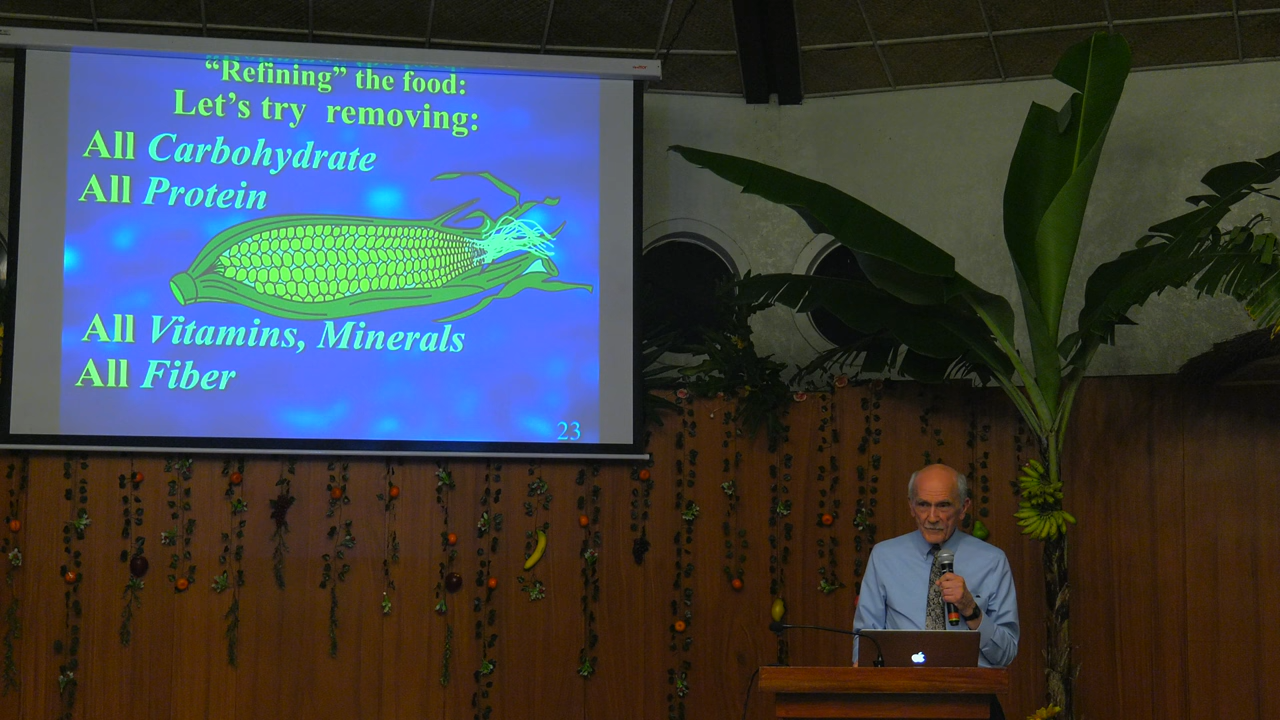 "Refining" the food:
Let's try removing:
All Carbohydrate
All Protein
All Vitamins, Minerals
All Fiber
23